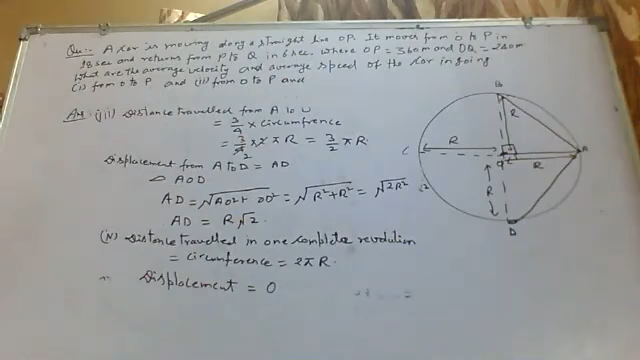 Qu:- A car is moving along a straight line OP. It moves from O to P in
18 sec and returns from P to Q in 6 sec. where OP = 360m and OQ = 240m
What are the average velocity and average speed of the car in going
(i) from O to P and (ii) from O to P and
Ans: (iii) Distance travelled from A to D
= 3/4 × Circumfrence
= 3/4 × 2 π R = 3/2 π R.
2
Displacement from A to D = AD
△ AOD
AD = √AO²+ OD² = √R²+R² = √2R²
AD = R√2.
(iv) Distance travelled in one complete revolution
= circumference = 2πR.
Displacement = 0
B
R
C
R
R
A
R
D